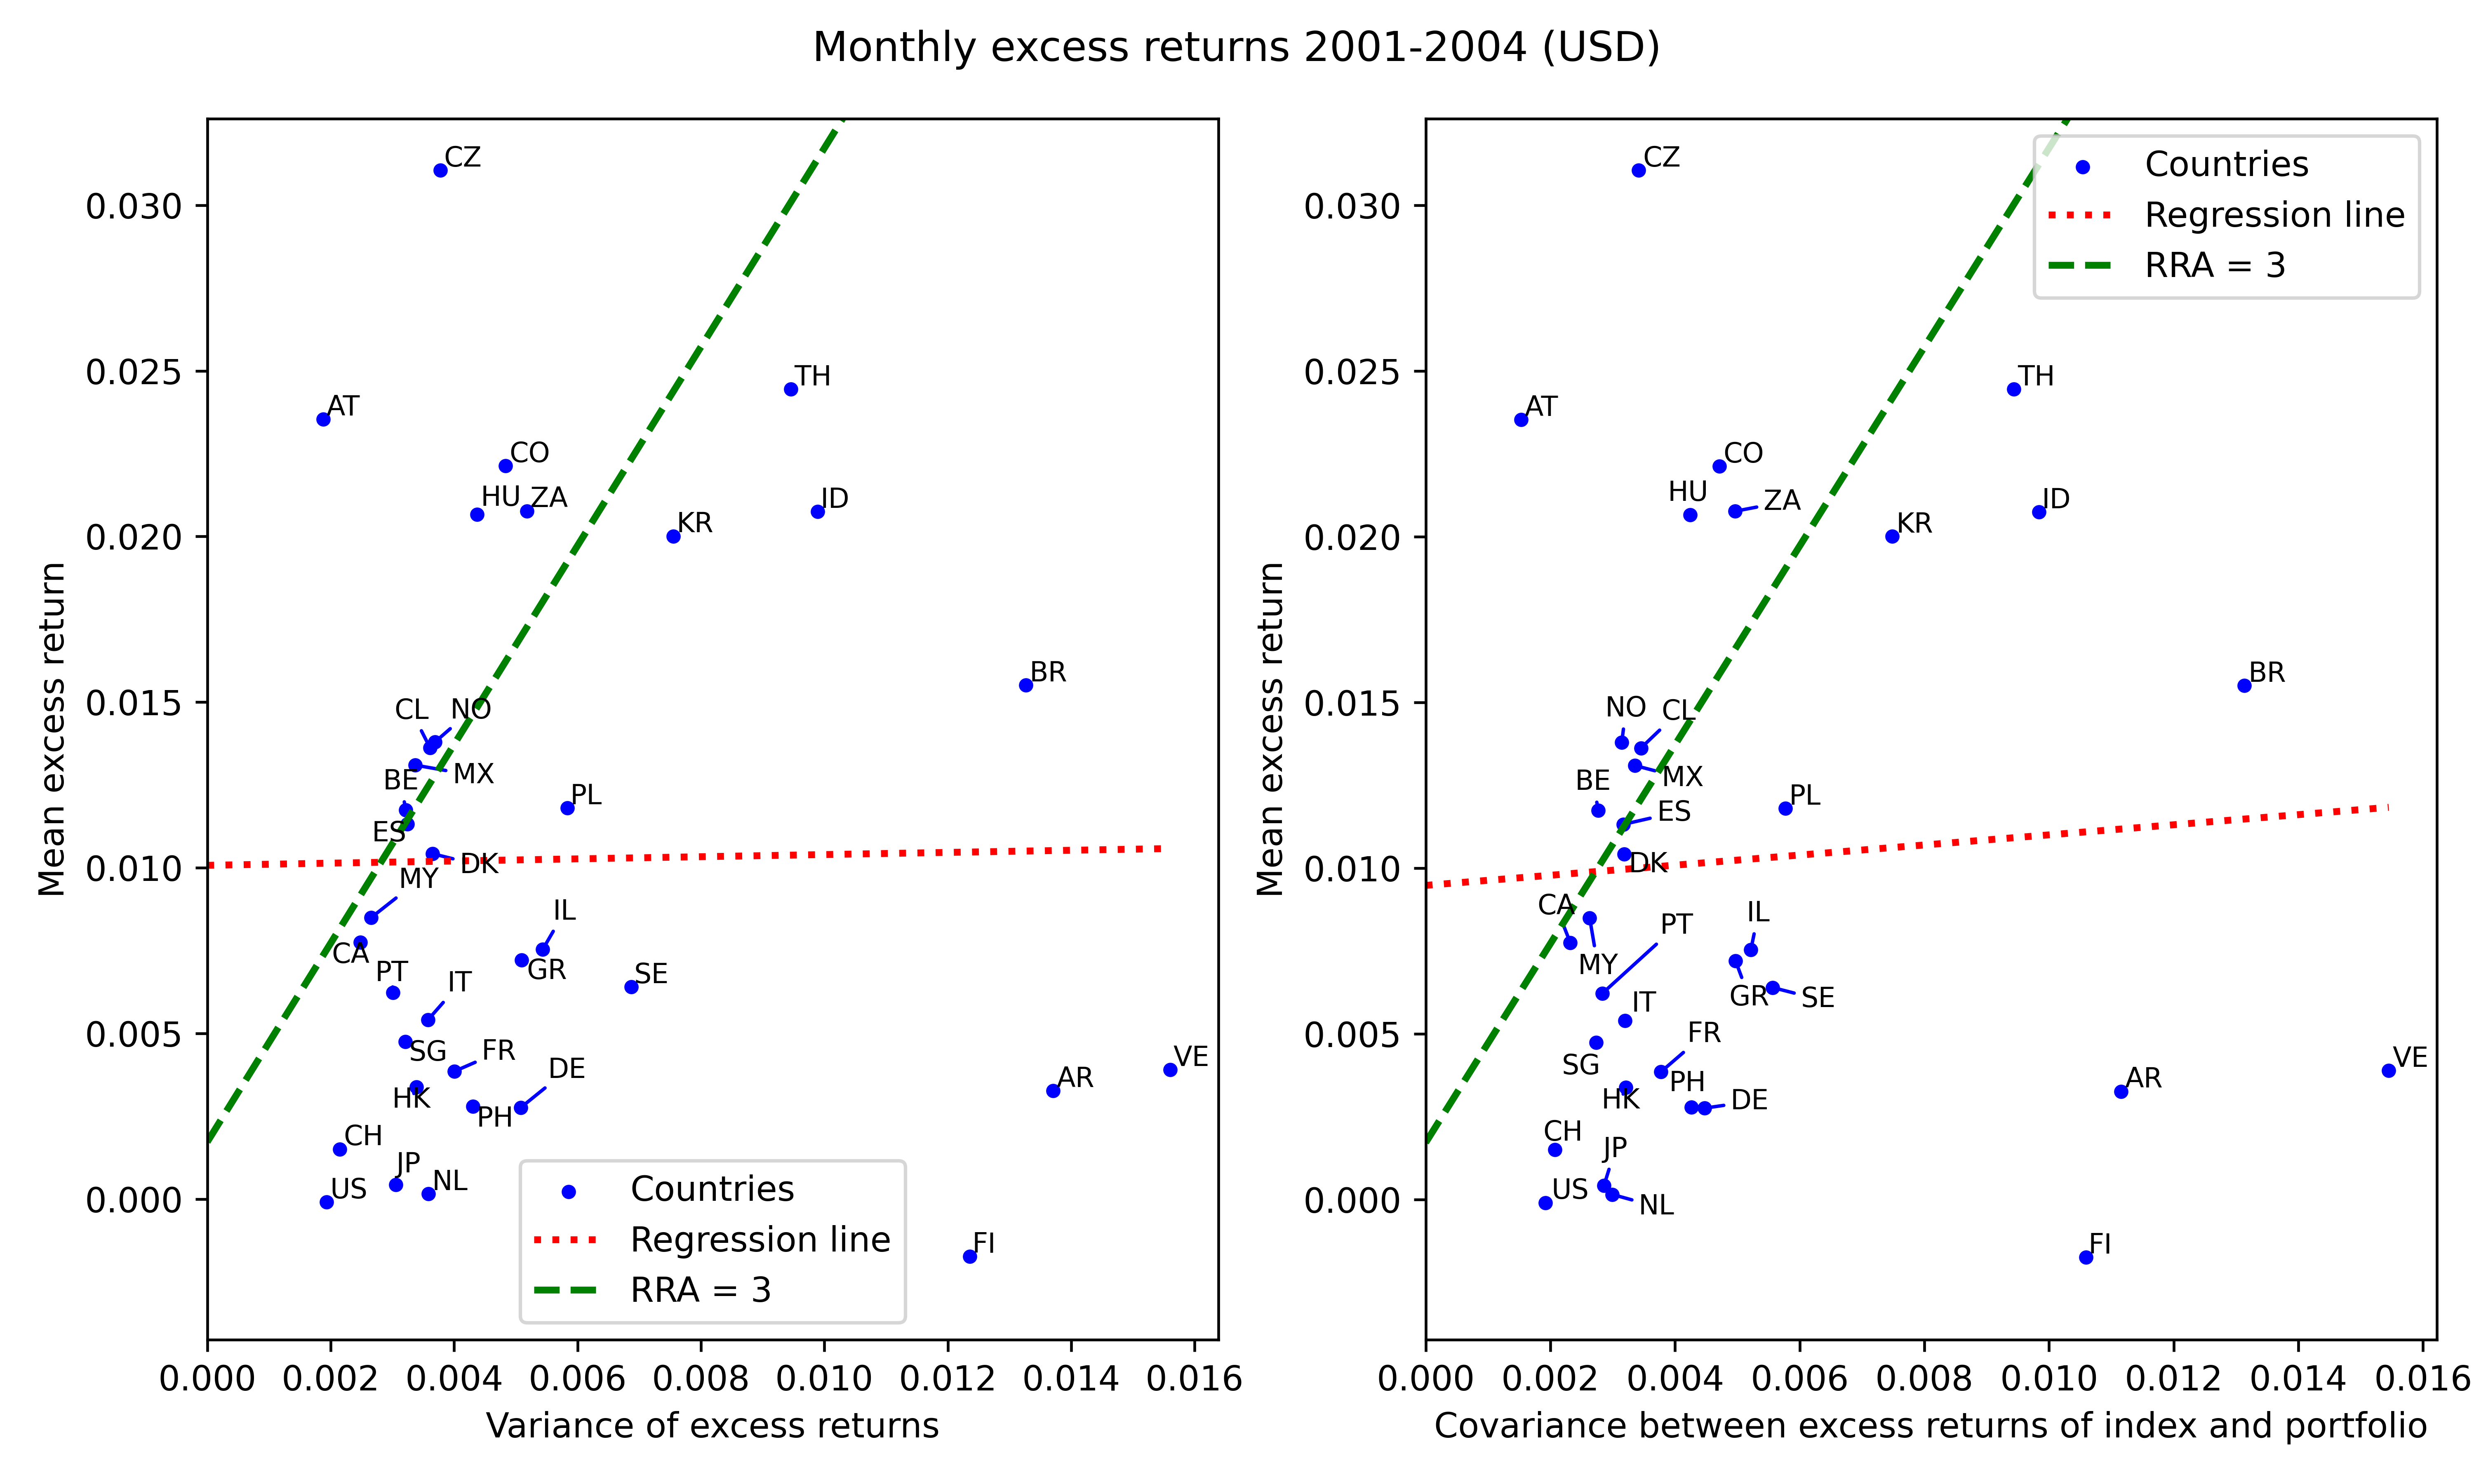 Monthly excess returns 2001-2004 (USD)
Mean excess return
0.030
0.025
0.020
0.015
0.010
0.005
0.000
CZ
AT
TH
CO
HU
ZA
ID
KR
BR
CL
NO
MX
BE
PL
ES
DK
MY
CA
IL
GR
PT
IT
SE
SG
FR
DE
VE
AR
HK
PH
CH
JP
US
NL
FI
Countries
Regression line
RRA = 3
0.000 0.002 0.004 0.006 0.008 0.010 0.012 0.014 0.016
Variance of excess returns
Mean excess return
0.030
0.025
0.020
0.015
0.010
0.005
0.000
Countries
Regression line
RRA = 3
CZ
AT
TH
CO
HU
ZA
ID
KR
BR
NO
CL
MX
BE
PL
ES
DK
CA
PT
IL
MY
GR
SE
IT
FR
SG
VE
PH
AR
HK
DE
CH
JP
US
NL
FI
0.000 0.002 0.004 0.006 0.008 0.010 0.012 0.014 0.016
Covariance between excess returns of index and portfolio